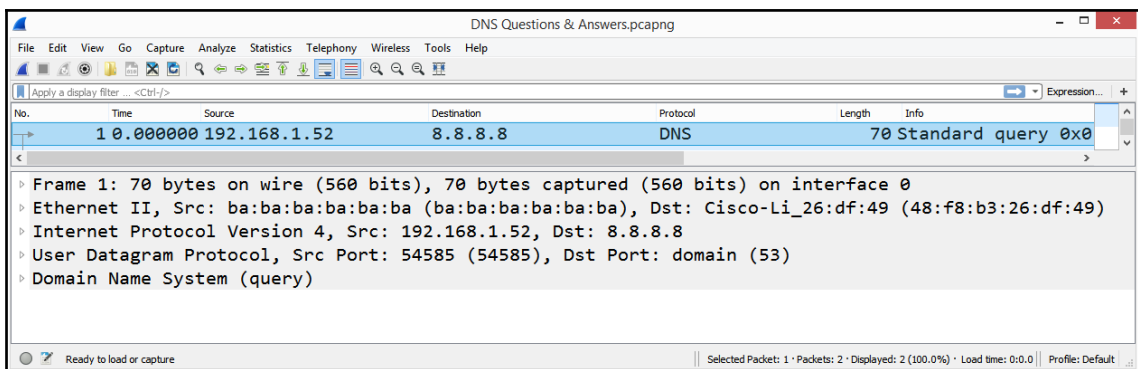 DNS Questions & Answers.pcapng
File Edit View Go Capture Analyze Statistics Telephony Wireless Tools Help
Apply a display filter ... <Ctrl-/>
Expression... +
No. Time Source Destination Protocol Length Info
1 0.000000 192.168.1.52 8.8.8.8 DNS 70 Standard query 0x0
Frame 1: 70 bytes on wire (560 bits), 70 bytes captured (560 bits) on interface 0
Ethernet II, Src: ba:ba:ba:ba:ba:ba (ba:ba:ba:ba:ba:ba), Dst: Cisco-Li_26:df:49 (48:f8:b3:26:df:49)
Internet Protocol Version 4, Src: 192.168.1.52, Dst: 8.8.8.8
User Datagram Protocol, Src Port: 54585 (54585), Dst Port: domain (53)
Domain Name System (query)
Ready to load or capture Selected Packet: 1 · Packets: 2 · Displayed: 2 (100.0%) · Load time: 0:0.0 Profile: Default